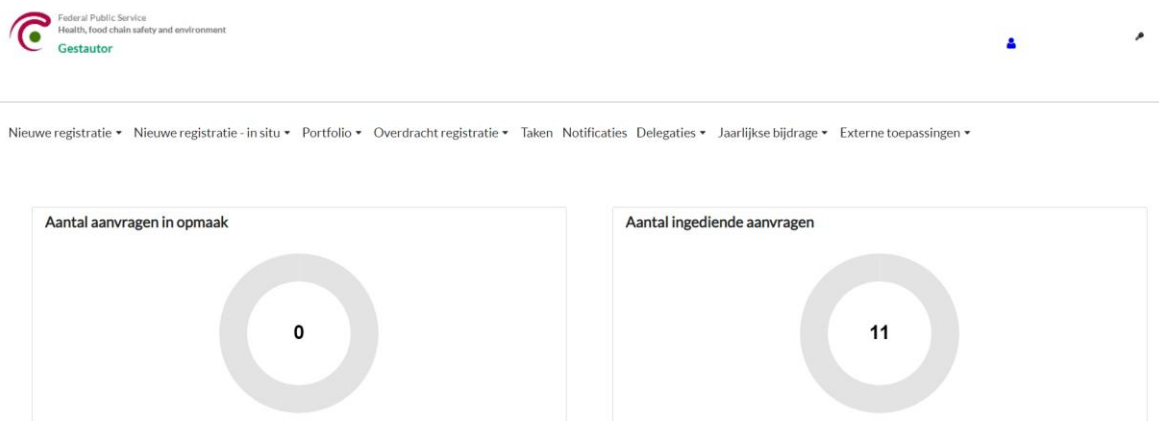 Federal Public Service
Health, food chain safety and environment
Gestautor
Nieuwe registratie Nieuwe registratie - in situ Portfolio Overdracht registratie Taken Notificaties Delegaties Jaarlijkse bijdrage Externe toepassingen
Aantal aanvragen in opmaak
Aantal ingediende aanvragen
0
11